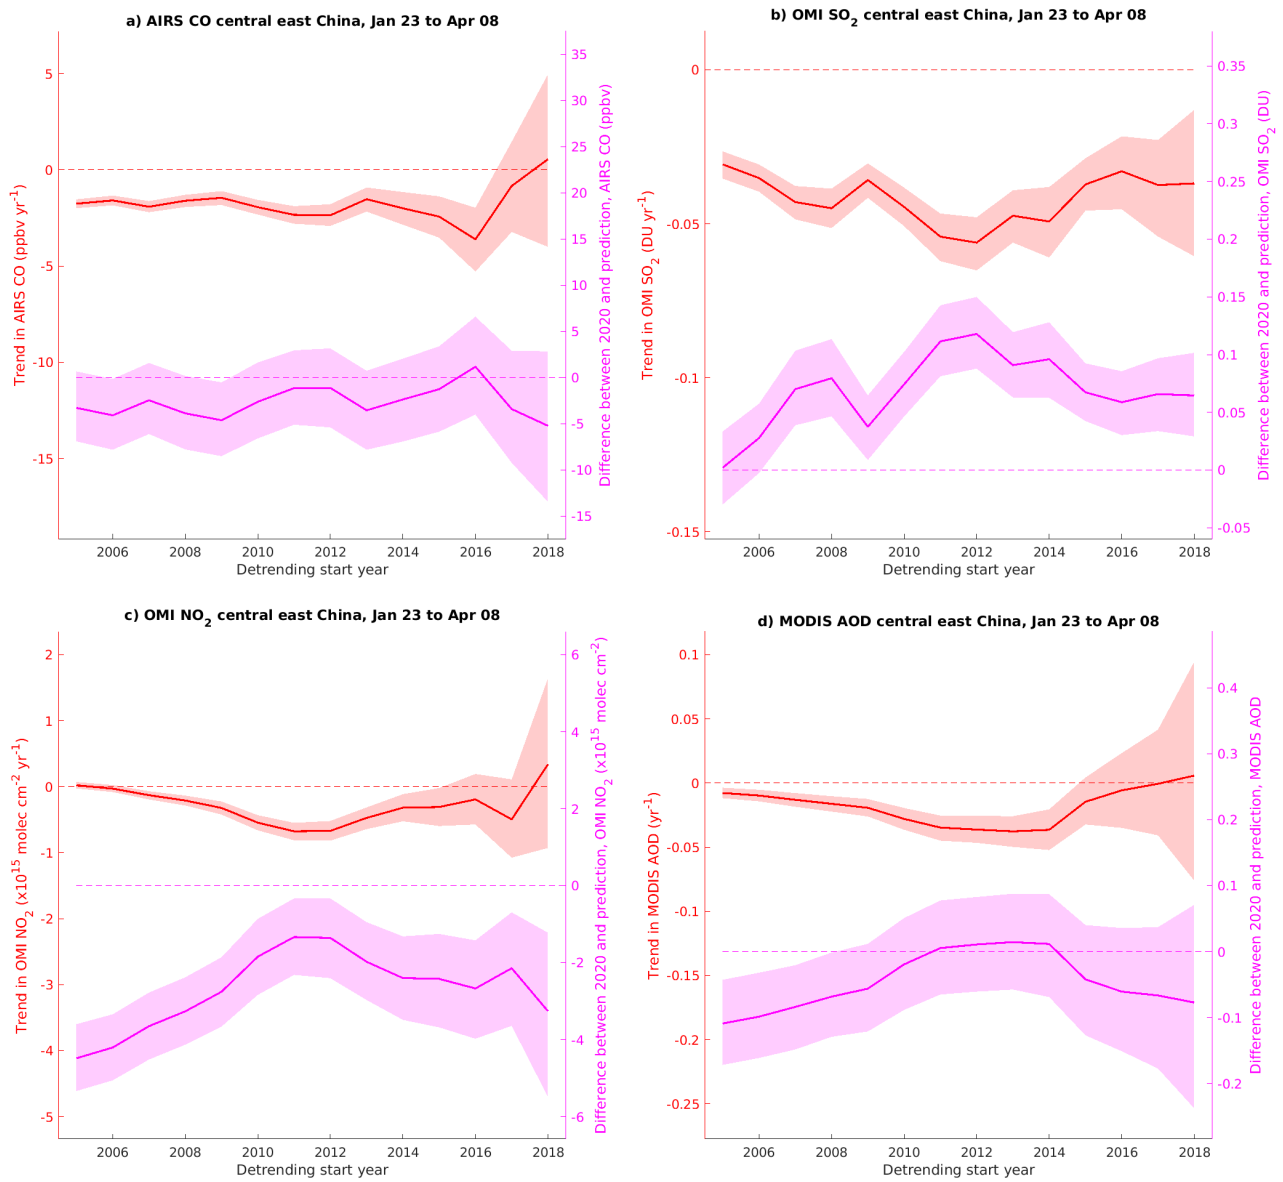 a) AIRS CO central east China, Jan 23 to Apr 08
Trend in AIRS CO (ppbv yr⁻¹)
5
0
-5
-10
-15
35
30
25
20
15
10
5
0
-5
-10
-15
Difference between 2020 and prediction, AIRS CO (ppbv)
2006 2008 2010 2012 2014 2016 2018
Detrending start year
b) OMI SO₂ central east China, Jan 23 to Apr 08
Trend in OMI SO₂ (DU yr⁻¹)
0
-0.05
-0.1
-0.15
0.35
0.3
0.25
0.2
0.15
0.1
0.05
0
-0.05
Difference between 2020 and prediction, OMI SO₂ (DU)
2006 2008 2010 2012 2014 2016 2018
Detrending start year
c) OMI NO₂ central east China, Jan 23 to Apr 08
Trend in OMI NO₂ (x10¹⁵ molec cm⁻² yr⁻¹)
2
1
0
-1
-2
-3
-4
-5
6
4
2
0
-2
-4
-6
Difference between 2020 and prediction, OMI NO₂ (x10¹⁵ molec cm⁻²)
2006 2008 2010 2012 2014 2016 2018
Detrending start year
d) MODIS AOD central east China, Jan 23 to Apr 08
Trend in MODIS AOD (yr⁻¹)
0.1
0.05
0
-0.05
-0.1
-0.15
-0.2
-0.25
0.4
0.3
0.2
0.1
0
-0.1
-0.2
Difference between 2020 and prediction, MODIS AOD
2006 2008 2010 2012 2014 2016 2018
Detrending start year